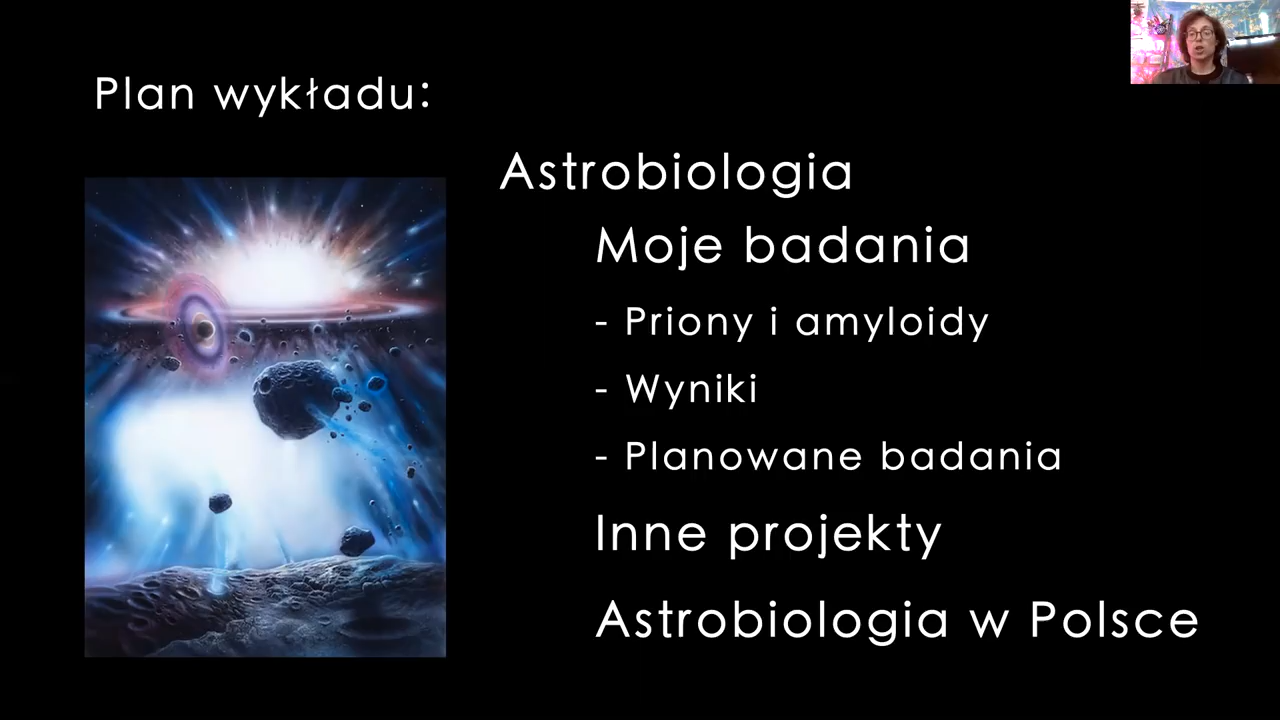 Plan wykładu:
Astrobiologia
Moje badania
- Priony i amyloidy
- Wyniki
- Planowane badania
Inne projekty
Astrobiologia w Polsce